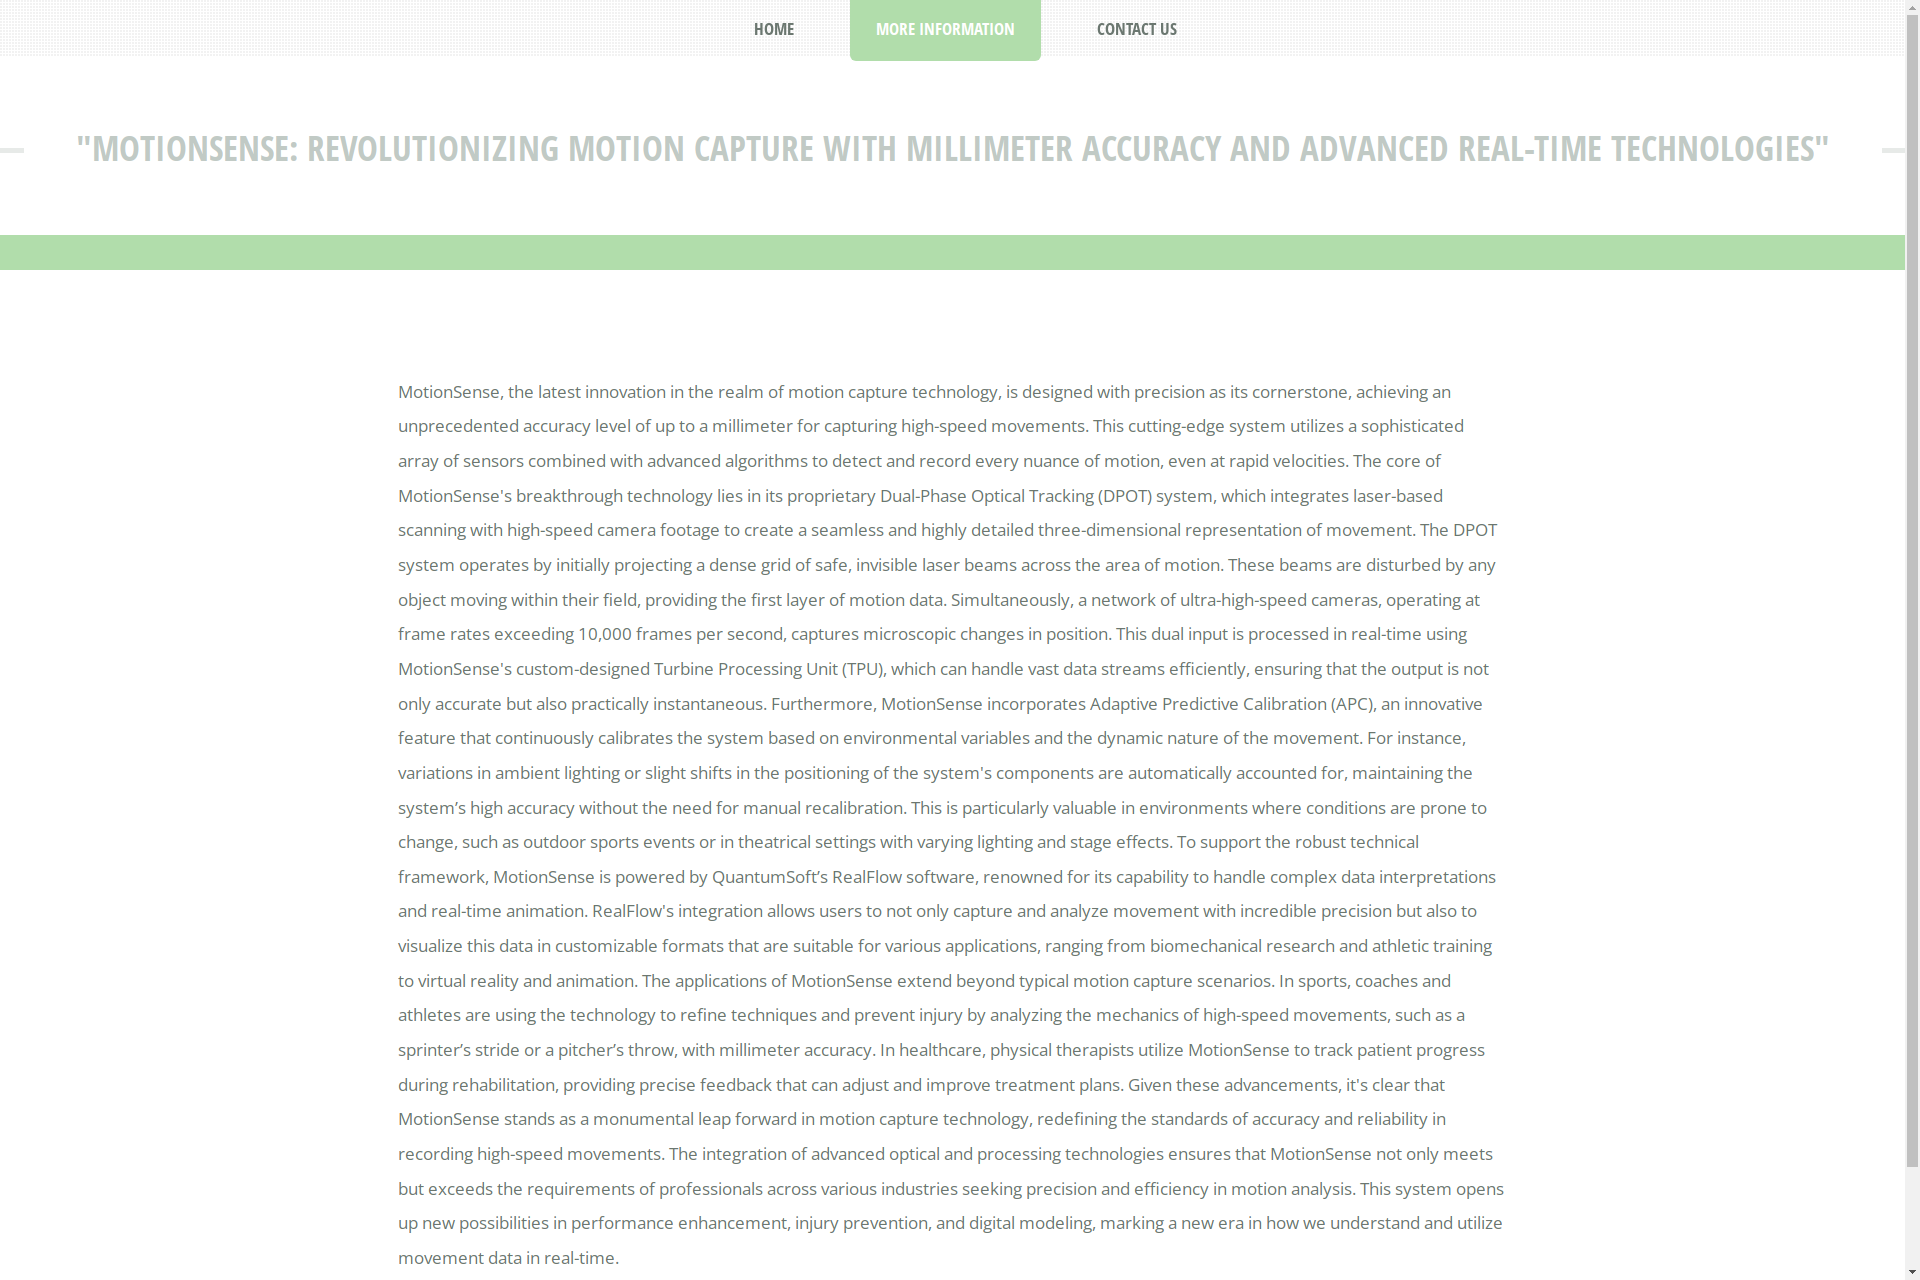 HOME
MORE INFORMATION
CONTACT US
"MOTIONSENSE: REVOLUTIONIZING MOTION CAPTURE WITH MILLIMETER ACCURACY AND ADVANCED REAL-TIME TECHNOLOGIES"
MotionSense, the latest innovation in the realm of motion capture technology, is designed with precision as its cornerstone, achieving an
unprecedented accuracy level of up to a millimeter for capturing high-speed movements. This cutting-edge system utilizes a sophisticated
array of sensors combined with advanced algorithms to detect and record every nuance of motion, even at rapid velocities. The core of
MotionSense's breakthrough technology lies in its proprietary Dual-Phase Optical Tracking (DPOT) system, which integrates laser-based
scanning with high-speed camera footage to create a seamless and highly detailed three-dimensional representation of movement. The DPOT
system operates by initially projecting a dense grid of safe, invisible laser beams across the area of motion. These beams are disturbed by any
object moving within their field, providing the first layer of motion data. Simultaneously, a network of ultra-high-speed cameras, operating at
frame rates exceeding 10,000 frames per second, captures microscopic changes in position. This dual input is processed in real-time using
MotionSense's custom-designed Turbine Processing Unit (TPU), which can handle vast data streams efficiently, ensuring that the output is not
only accurate but also practically instantaneous. Furthermore, MotionSense incorporates Adaptive Predictive Calibration (APC), an innovative
feature that continuously calibrates the system based on environmental variables and the dynamic nature of the movement. For instance,
variations in ambient lighting or slight shifts in the positioning of the system's components are automatically accounted for, maintaining the
system’s high accuracy without the need for manual recalibration. This is particularly valuable in environments where conditions are prone to
change, such as outdoor sports events or in theatrical settings with varying lighting and stage effects. To support the robust technical
framework, MotionSense is powered by QuantumSoft’s RealFlow software, renowned for its capability to handle complex data interpretations
and real-time animation. RealFlow's integration allows users to not only capture and analyze movement with incredible precision but also to
visualize this data in customizable formats that are suitable for various applications, ranging from biomechanical research and athletic training
to virtual reality and animation. The applications of MotionSense extend beyond typical motion capture scenarios. In sports, coaches and
athletes are using the technology to refine techniques and prevent injury by analyzing the mechanics of high-speed movements, such as a
sprinter’s stride or a pitcher’s throw, with millimeter accuracy. In healthcare, physical therapists utilize MotionSense to track patient progress
during rehabilitation, providing precise feedback that can adjust and improve treatment plans. Given these advancements, it's clear that
MotionSense stands as a monumental leap forward in motion capture technology, redefining the standards of accuracy and reliability in
recording high-speed movements. The integration of advanced optical and processing technologies ensures that MotionSense not only meets
but exceeds the requirements of professionals across various industries seeking precision and efficiency in motion analysis. This system opens
up new possibilities in performance enhancement, injury prevention, and digital modeling, marking a new era in how we understand and utilize
movement data in real-time.